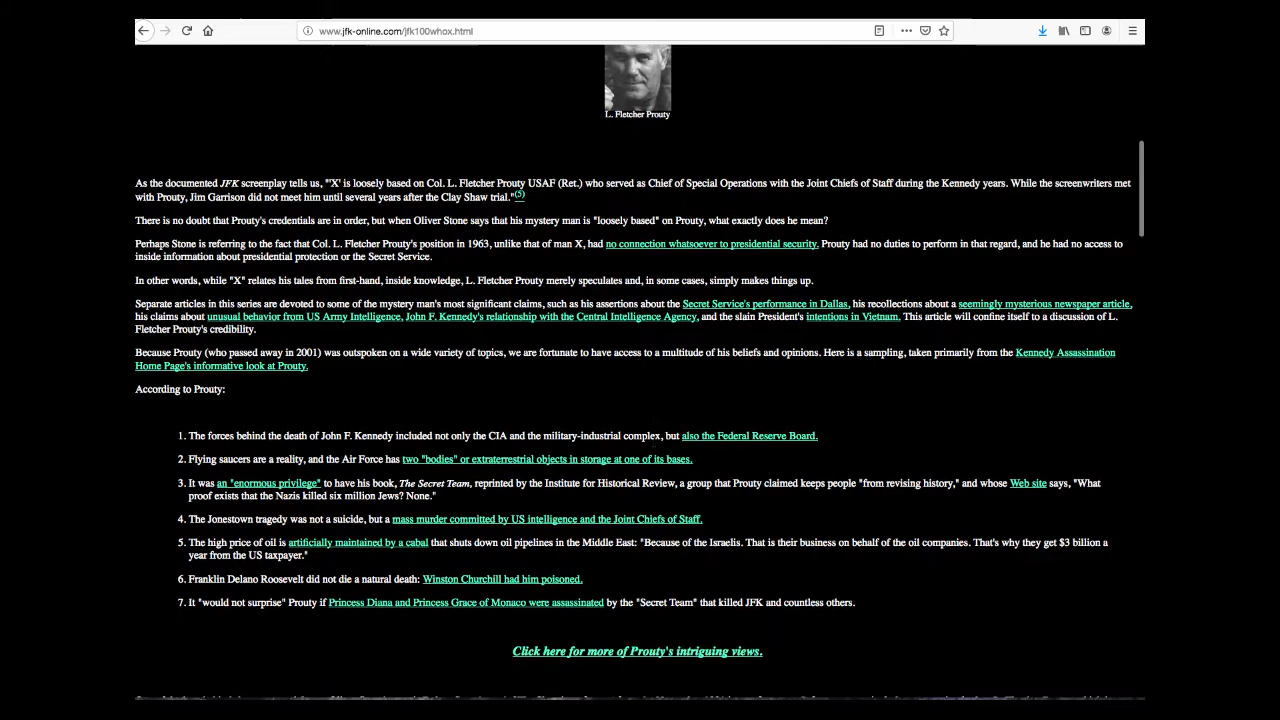 www.jfk-online.com/jfk100whox.html
L. Fletcher Prouty
As the documented JFK screenplay tells us, "'X' is loosely based on Col. L. Fletcher Prouty USAF (Ret.) who served as Chief of Special Operations with the Joint Chiefs of Staff during the Kennedy years. While the screenwriters met
with Prouty, Jim Garrison did not meet him until several years after the Clay Shaw trial."(5)
There is no doubt that Prouty's credentials are in order, but when Oliver Stone says that his mystery man is "loosely based" on Prouty, what exactly does he mean?
Perhaps Stone is referring to the fact that Col. L. Fletcher Prouty's position in 1963, unlike that of man X, had no connection whatsoever to presidential security. Prouty had no duties to perform in that regard, and he had no access to
inside information about presidential protection or the Secret Service.
In other words, while "X" relates his tales from first-hand, inside knowledge, L. Fletcher Prouty merely speculates and, in some cases, simply makes things up.
Separate articles in this series are devoted to some of the mystery man's most significant claims, such as his assertions about the Secret Service's performance in Dallas, his recollections about a seemingly mysterious newspaper article,
his claims about unusual behavior from US Army Intelligence, John F. Kennedy's relationship with the Central Intelligence Agency, and the slain President's intentions in Vietnam. This article will confine itself to a discussion of L.
Fletcher Prouty's credibility.
Because Prouty (who passed away in 2001) was outspoken on a wide variety of topics, we are fortunate to have access to a multitude of his beliefs and opinions. Here is a sampling, taken primarily from the Kennedy Assassination
Home Page's informative look at Prouty.
According to Prouty:
1. The forces behind the death of John F. Kennedy included not only the CIA and the military-industrial complex, but also the Federal Reserve Board.
2. Flying saucers are a reality, and the Air Force has two "bodies" or extraterrestrial objects in storage at one of its bases.
3. It was an "enormous privilege" to have his book, The Secret Team, reprinted by the Institute for Historical Review, a group that Prouty claimed keeps people "from revising history," and whose Web site says, "What
proof exists that the Nazis killed six million Jews? None."
4. The Jonestown tragedy was not a suicide, but a mass murder committed by US intelligence and the Joint Chiefs of Staff.
5. The high price of oil is artificially maintained by a cabal that shuts down oil pipelines in the Middle East: "Because of the Israelis. That is their business on behalf of the oil companies. That's why they get $3 billion a
year from the US taxpayer."
6. Franklin Delano Roosevelt did not die a natural death: Winston Churchill had him poisoned.
7. It "would not surprise" Prouty if Princess Diana and Princess Grace of Monaco were assassinated by the "Secret Team" that killed JFK and countless others.
Click here for more of Prouty's intriguing views.